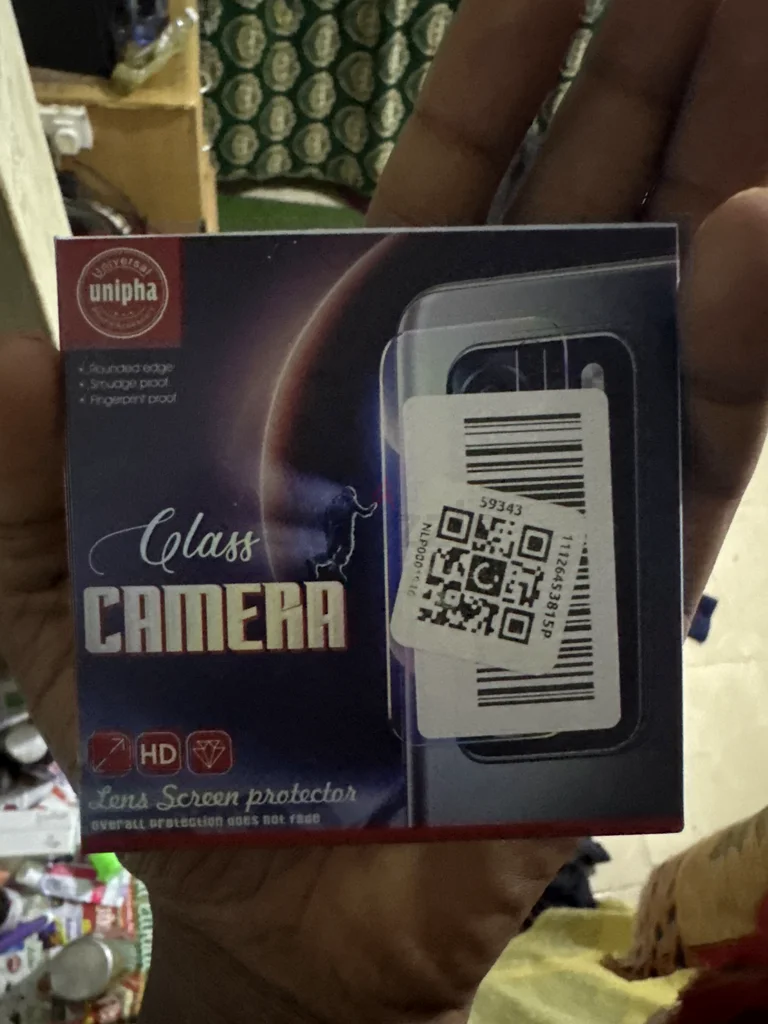 Universal
unipha
• Rounded edge
• Smudge proof
• Fingerprint proof
Glass
CAMERA
HD
Lens Screen protector
overall protection does not fade
59343
11126453815P